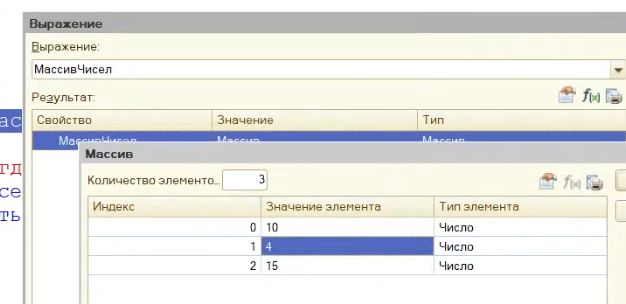 Выражение
Выражение:
МассивЧисел
Результат:
Свойство Значение Тип
МассивЧисел Массив Массив
Массив
Количество элементо... 3
Индекс Значение элемента Тип элемента
0 10 Число
1 4 Число
2 15 Число
ас
гд
се
ть